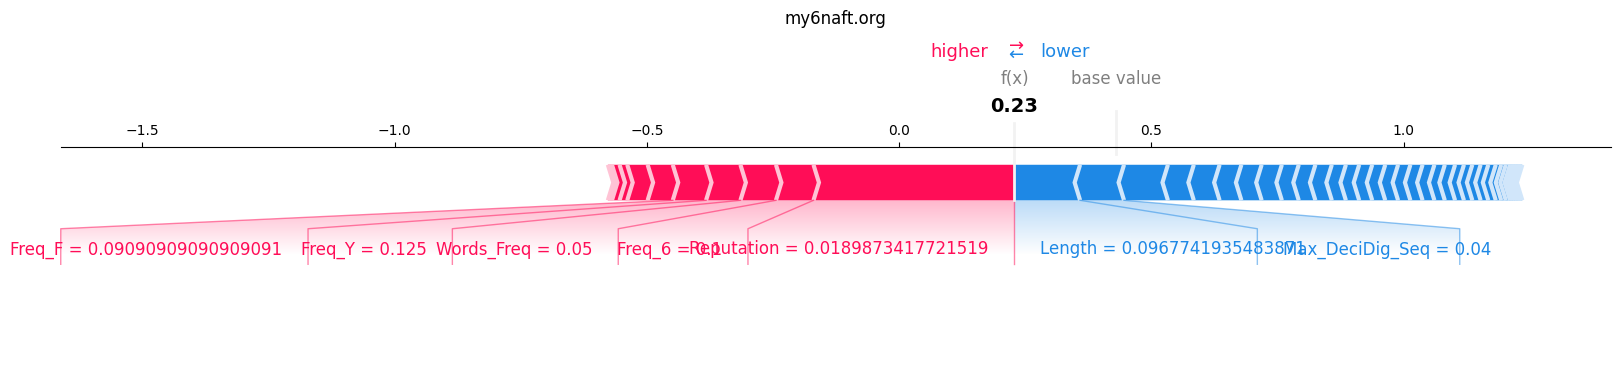 my6naft.org
higher → ← lower
f(x) base value
0.23
−1.5 −1.0 −0.5 0.0 0.5 1.0
Freq_F = 0.09090909090909091 Freq_Y = 0.125 Words_Freq = 0.05 Freq_6 = 0.1 Reputation = 0.0189873417721519 Length = 0.0967741935483871 Max_DeciDig_Seq = 0.04